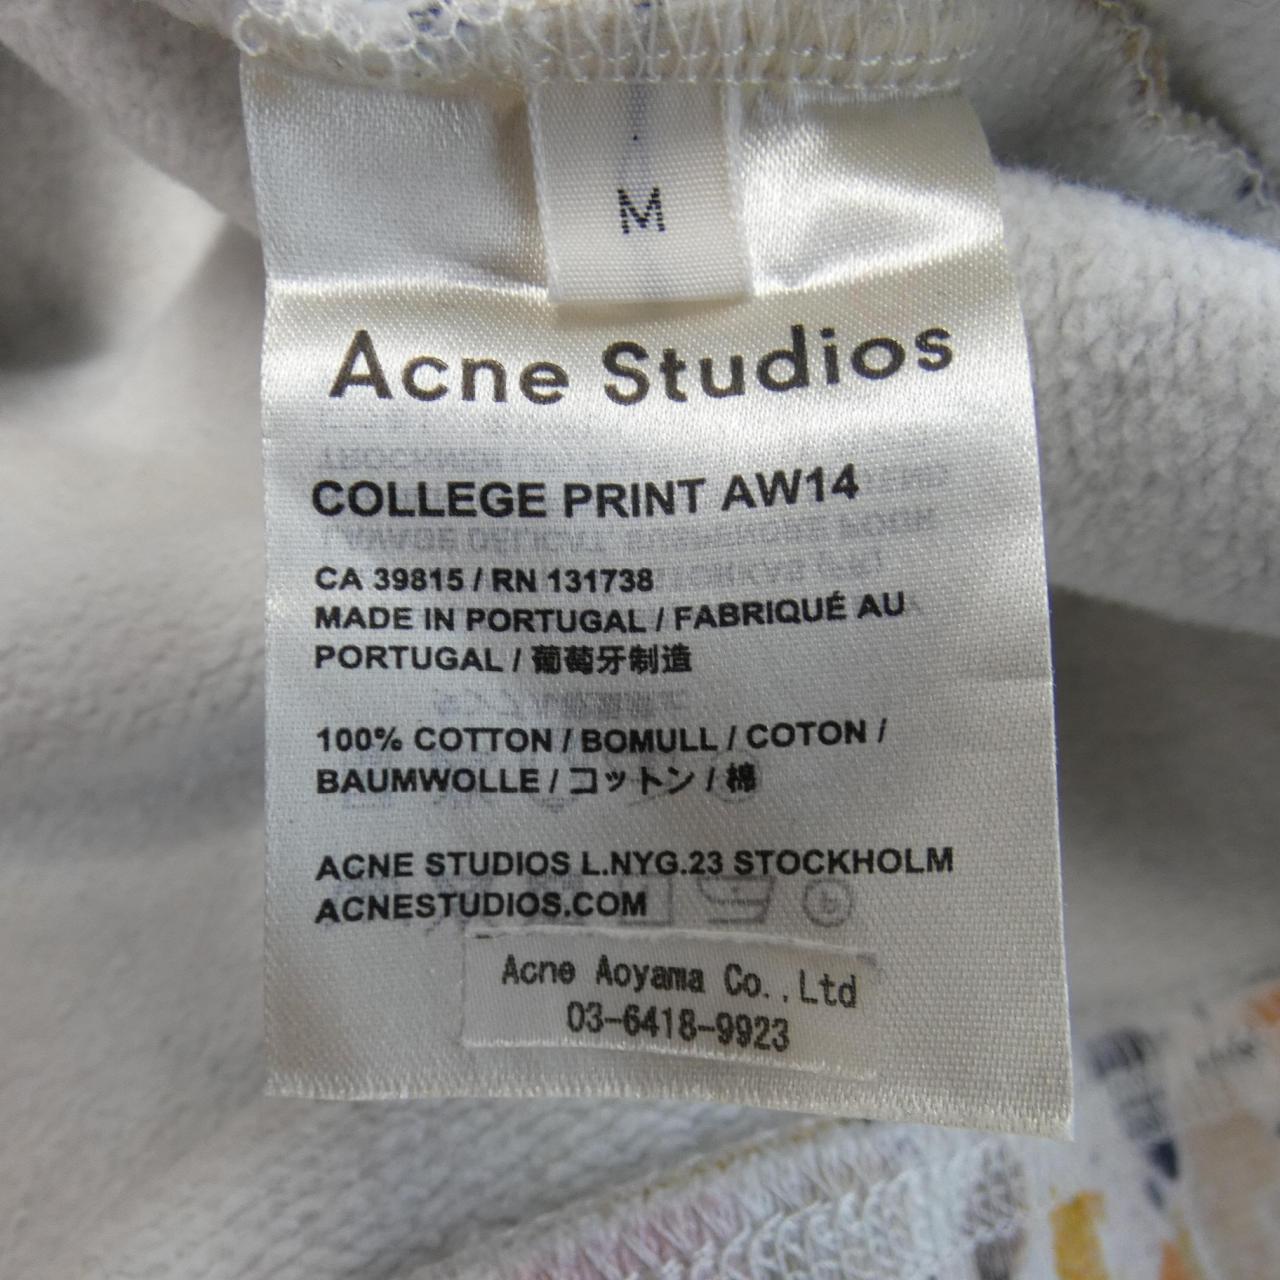 M
Acne Studios
COLLEGE PRINT AW14
CA 39815 / RN 131738
MADE IN PORTUGAL / FABRIQUÉ AU
PORTUGAL / 葡萄牙制造
100% COTTON / BOMULL / COTON /
BAUMWOLLE / コットン / 棉
ACNE STUDIOS L.NYG.23 STOCKHOLM
ACNESTUDIOS.COM
Acne Aoyama Co.,Ltd
03-6418-9923